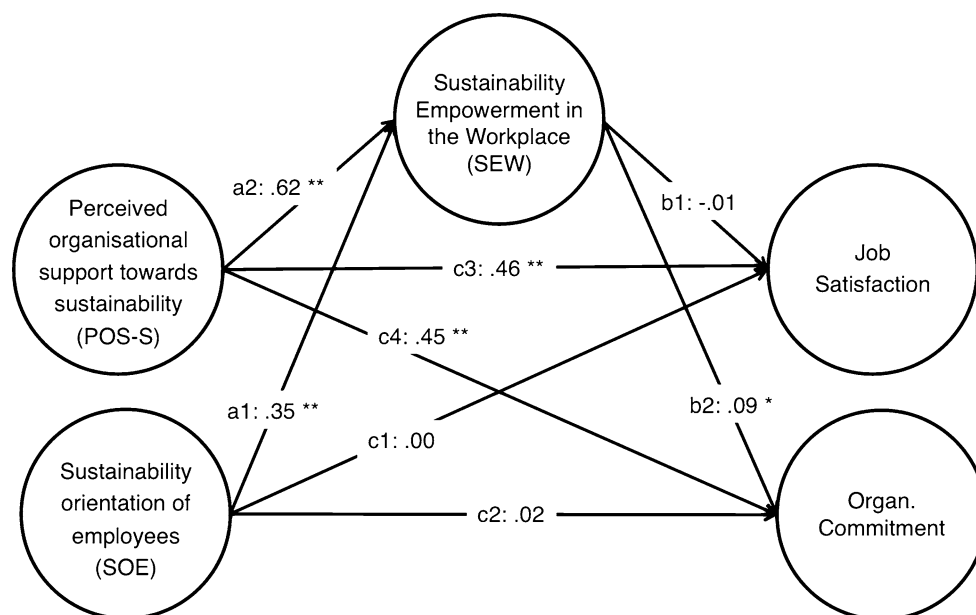 Sustainability
Empowerment in
the Workplace
(SEW)
a2: .62 **
b1: -.01
Perceived
organisational
support towards
sustainability
(POS-S)
c3: .46 **
Job
Satisfaction
c4: .45 **
a1: .35 **
c1: .00
b2: .09 *
Sustainability
orientation of
employees
(SOE)
c2: .02
Organ.
Commitment